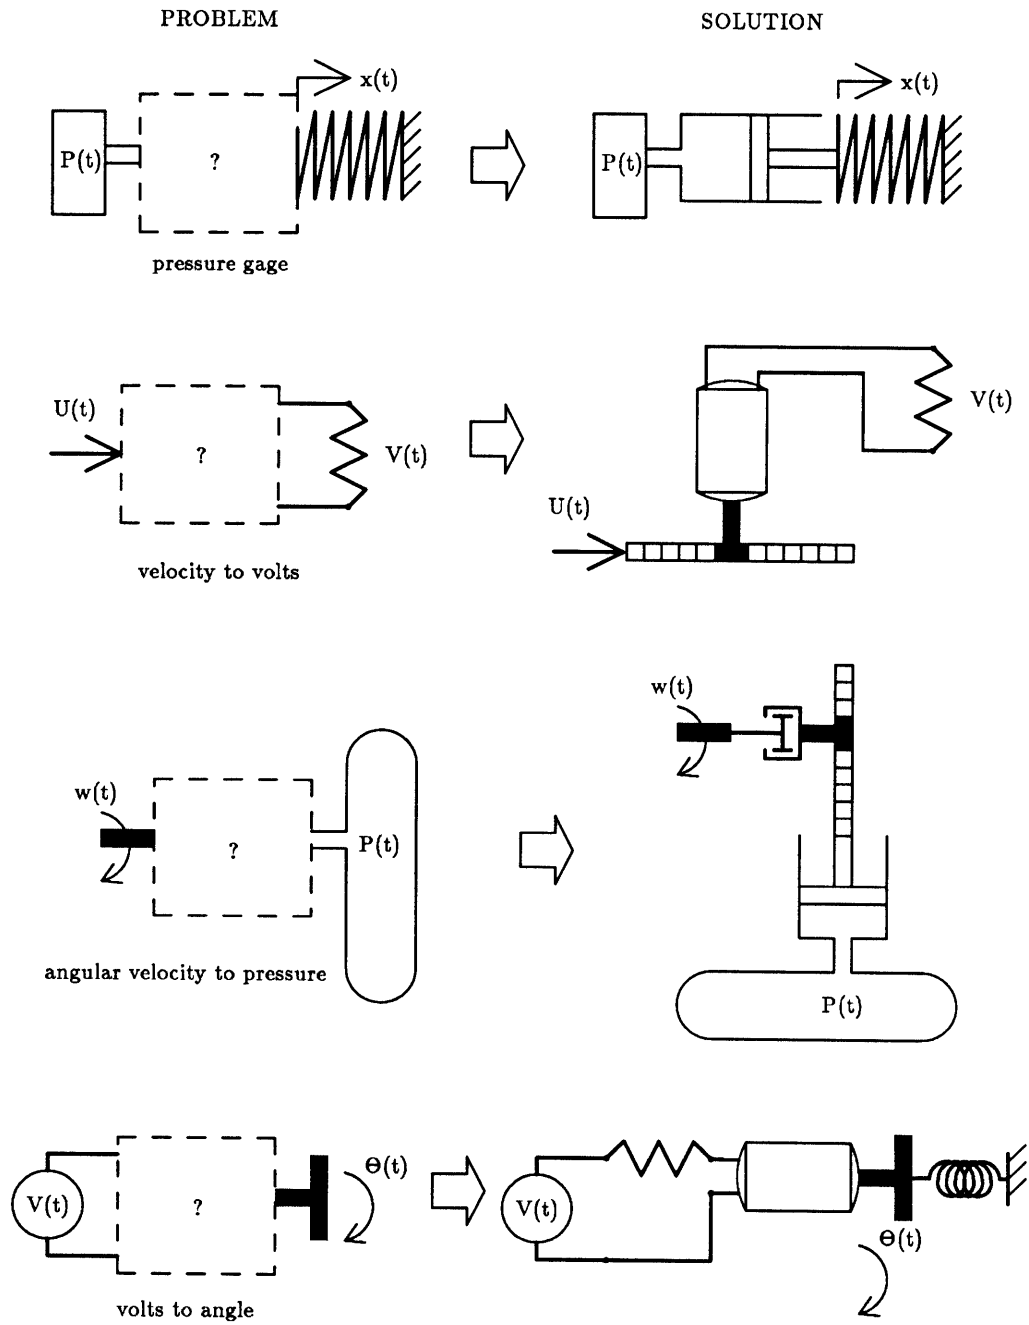 PROBLEM
SOLUTION
x(t)
P(t)
?
pressure gage
x(t)
P(t)
U(t)
?
V(t)
velocity to volts
V(t)
U(t)
w(t)
?
P(t)
angular velocity to pressure
w(t)
P(t)
V(t)
?
Θ(t)
volts to angle
V(t)
Θ(t)